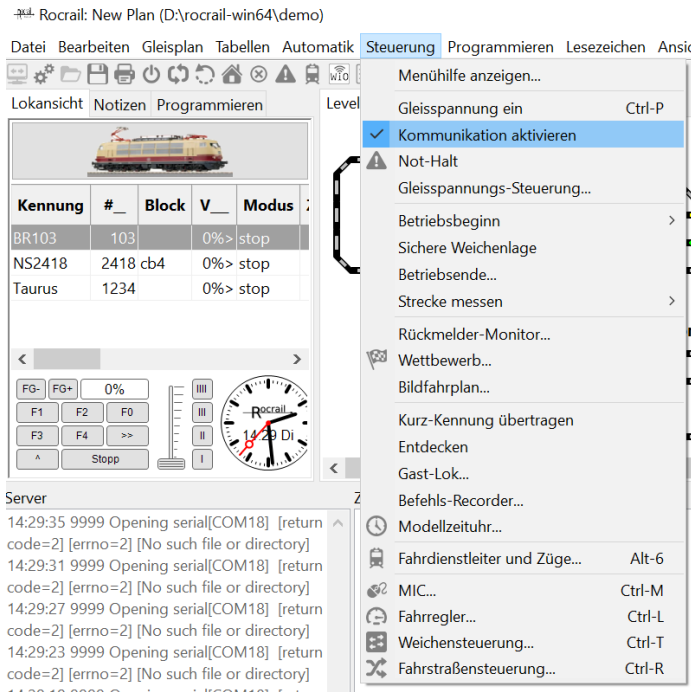 Rocrail: New Plan (D:\rocrail-win64\demo)
Datei Bearbeiten Gleisplan Tabellen Automatik Steuerung Programmieren Lesezeichen Ansi
WIO
Lokansicht Notizen Programmieren
Level
Kennung #__ Block V___ Modus
BR103 103 0%> stop
NS2418 2418 cb4 0%> stop
Taurus 1234 0%> stop
FG- FG+ 0% IIII
F1 F2 F0 III
F3 F4 >> II
^ Stopp I
Rocrail
14:29 Di
Menühilfe anzeigen...
Gleisspannung ein Ctrl-P
Kommunikation aktivieren
Not-Halt
Gleisspannungs-Steuerung...
Betriebsbeginn
Sichere Weichenlage
Betriebsende...
Strecke messen
Rückmelder-Monitor...
Wettbewerb...
Bildfahrplan...
Kurz-Kennung übertragen
Entdecken
Gast-Lok...
Befehls-Recorder...
Modellzeituhr...
Fahrdienstleiter und Züge... Alt-6
MIC... Ctrl-M
Fahrregler... Ctrl-L
Weichensteuerung... Ctrl-T
Fahrstraßensteuerung... Ctrl-R
Server
14:29:35 9999 Opening serial[COM18] [return
code=2] [errno=2] [No such file or directory]
14:29:31 9999 Opening serial[COM18] [return
code=2] [errno=2] [No such file or directory]
14:29:27 9999 Opening serial[COM18] [return
code=2] [errno=2] [No such file or directory]
14:29:23 9999 Opening serial[COM18] [return
code=2] [errno=2] [No such file or directory]